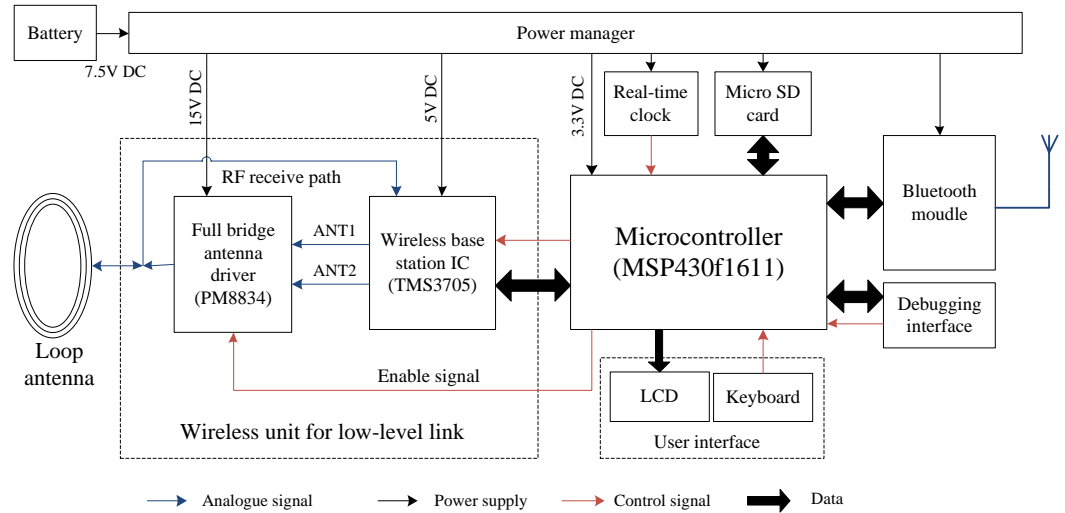 Battery
Power manager
7.5V DC
15V DC
5V DC
3.3V DC
Real-time
clock
Micro SD
card
RF receive path
Bluetooth
moudle
Full bridge
antenna
driver
(PM8834)
ANT1
ANT2
Wireless base
station IC
(TMS3705)
Microcontroller
(MSP430f1611)
Debugging
interface
Loop
antenna
Enable signal
LCD
Keyboard
Wireless unit for low-level link
User interface
Analogue signal
Power supply
Control signal
Data